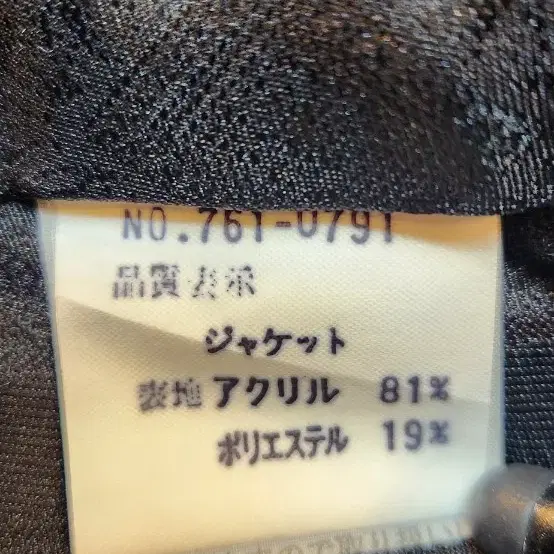 NO.761-0791
品質表示
ジャケット
表地 アクリル 81%
ポリエステル 19%